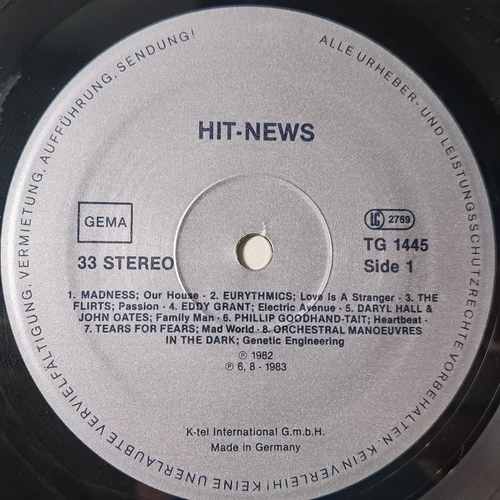 ALLE URHEBER- UND LEISTUNGSSCHUTZRECHTE VORBEHALTEN KEIN VERLEIH! KEINE UNERLAUBTE VERVIELFÄLTIGUNG, VERMIETUNG, AUFFÜHRUNG, SENDUNG!
HIT-NEWS
GEMA
LC 2769
33 STEREO
TG 1445
Side 1
1. MADNESS; Our House · 2. EURYTHMICS; Love Is A Stranger · 3. THE
FLIRTS; Passion · 4. EDDY GRANT; Electric Avenue · 5. DARYL HALL &
JOHN OATES; Family Man · 6. PHILLIP GOODHAND-TAIT; Heartbeat ·
7. TEARS FOR FEARS; Mad World · 8. ORCHESTRAL MANOEUVRES
IN THE DARK; Genetic Engineering
℗ 1982
℗ 6, 8 - 1983
K-tel International G.m.b.H.
Made in Germany